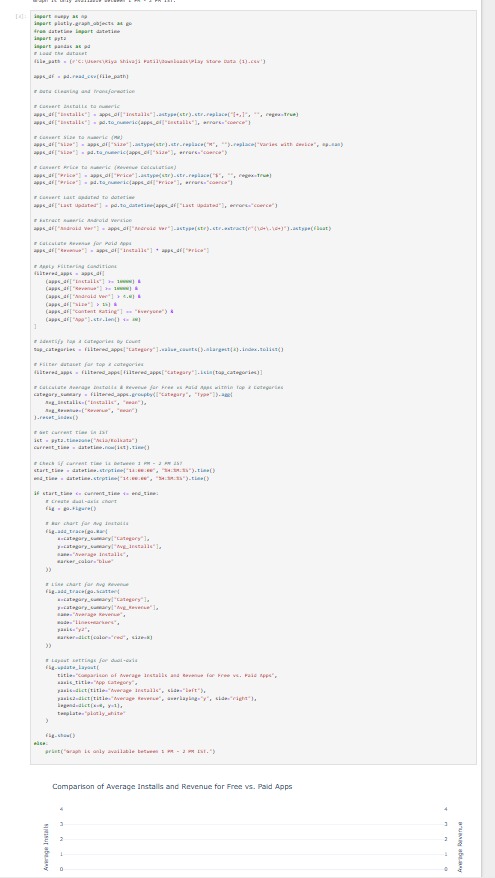 Graph is only available between 1 PM - 2 PM IST.
import numpy as np
import plotly.graph_objects as go
from datetime import datetime
import pytz
import pandas as pd
# Load the dataset
file_path = (r'C:\Users\Riya Shivaji Patil\Downloads\Play Store Data (1).csv')
apps_df = pd.read_csv(file_path)
# Data Cleaning and Transformation
# Convert Installs to numeric
apps_df["Installs"] = apps_df["Installs"].astype(str).str.replace("[+,]", "", regex=True)
apps_df["Installs"] = pd.to_numeric(apps_df["Installs"], errors="coerce")
# Convert Size to numeric (MB)
apps_df["Size"] = apps_df["Size"].astype(str).str.replace("M", "").replace("Varies with device", np.nan)
apps_df["Size"] = pd.to_numeric(apps_df["Size"], errors="coerce")
# Convert Price to numeric (Revenue Calculation)
apps_df["Price"] = apps_df["Price"].astype(str).str.replace("$", "", regex=True)
apps_df["Price"] = pd.to_numeric(apps_df["Price"], errors="coerce")
# Convert Last Updated to datetime
apps_df["Last Updated"] = pd.to_datetime(apps_df["Last Updated"], errors="coerce")
# Extract numeric Android Version
apps_df["Android Ver"] = apps_df["Android Ver"].astype(str).str.extract(r"(\d+\.\d+)").astype(float)
# Calculate Revenue for Paid Apps
apps_df["Revenue"] = apps_df["Installs"] * apps_df["Price"]
# Apply Filtering Conditions
filtered_apps = apps_df[
(apps_df["Installs"] >= 10000) &
(apps_df["Revenue"] >= 10000) &
(apps_df["Android Ver"] > 4.0) &
(apps_df["Size"] > 15) &
(apps_df["Content Rating"] == "Everyone") &
(apps_df["App"].str.len() <= 30)
]
# Identify Top 3 Categories by Count
top_categories = filtered_apps["Category"].value_counts().nlargest(3).index.tolist()
# Filter dataset for top 3 categories
filtered_apps = filtered_apps[filtered_apps["Category"].isin(top_categories)]
# Calculate Average Installs & Revenue for Free vs Paid Apps within Top 3 Categories
category_summary = filtered_apps.groupby(["Category", "Type"]).agg(
Avg_Installs=("Installs", "mean"),
Avg_Revenue=("Revenue", "mean")
).reset_index()
# Get current time in IST
ist = pytz.timezone("Asia/Kolkata")
current_time = datetime.now(ist).time()
# Check if current time is between 1 PM - 2 PM IST
start_time = datetime.strptime("13:00:00", "%H:%M:%S").time()
end_time = datetime.strptime("14:00:00", "%H:%M:%S").time()
if start_time <= current_time <= end_time:
# Create dual-axis chart
fig = go.Figure()
# Bar chart for Avg Installs
fig.add_trace(go.Bar(
x=category_summary["Category"],
y=category_summary["Avg_Installs"],
name="Average Installs",
marker_color="blue"
))
# Line chart for Avg Revenue
fig.add_trace(go.Scatter(
x=category_summary["Category"],
y=category_summary["Avg_Revenue"],
name="Average Revenue",
mode="lines+markers",
yaxis="y2",
marker=dict(color="red", size=8)
))
# Layout settings for dual-axis
fig.update_layout(
title="Comparison of Average Installs and Revenue for Free vs. Paid Apps",
xaxis_title="App Category",
yaxis=dict(title="Average Installs", side="left"),
yaxis2=dict(title="Average Revenue", overlaying="y", side="right"),
legend=dict(x=0, y=1),
template="plotly_white"
)
fig.show()
else:
print("Graph is only available between 1 PM - 2 PM IST.")
Comparison of Average Installs and Revenue for Free vs. Paid Apps
4
3
2
1
0
Average Installs
4
3
2
1
0
Average Revenue